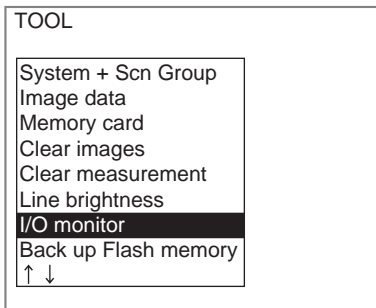 TOOL
System + Scn Group
Image data
Memory card
Clear images
Clear measurement
Line brightness
I/O monitor
Back up Flash memory
↑ ↓